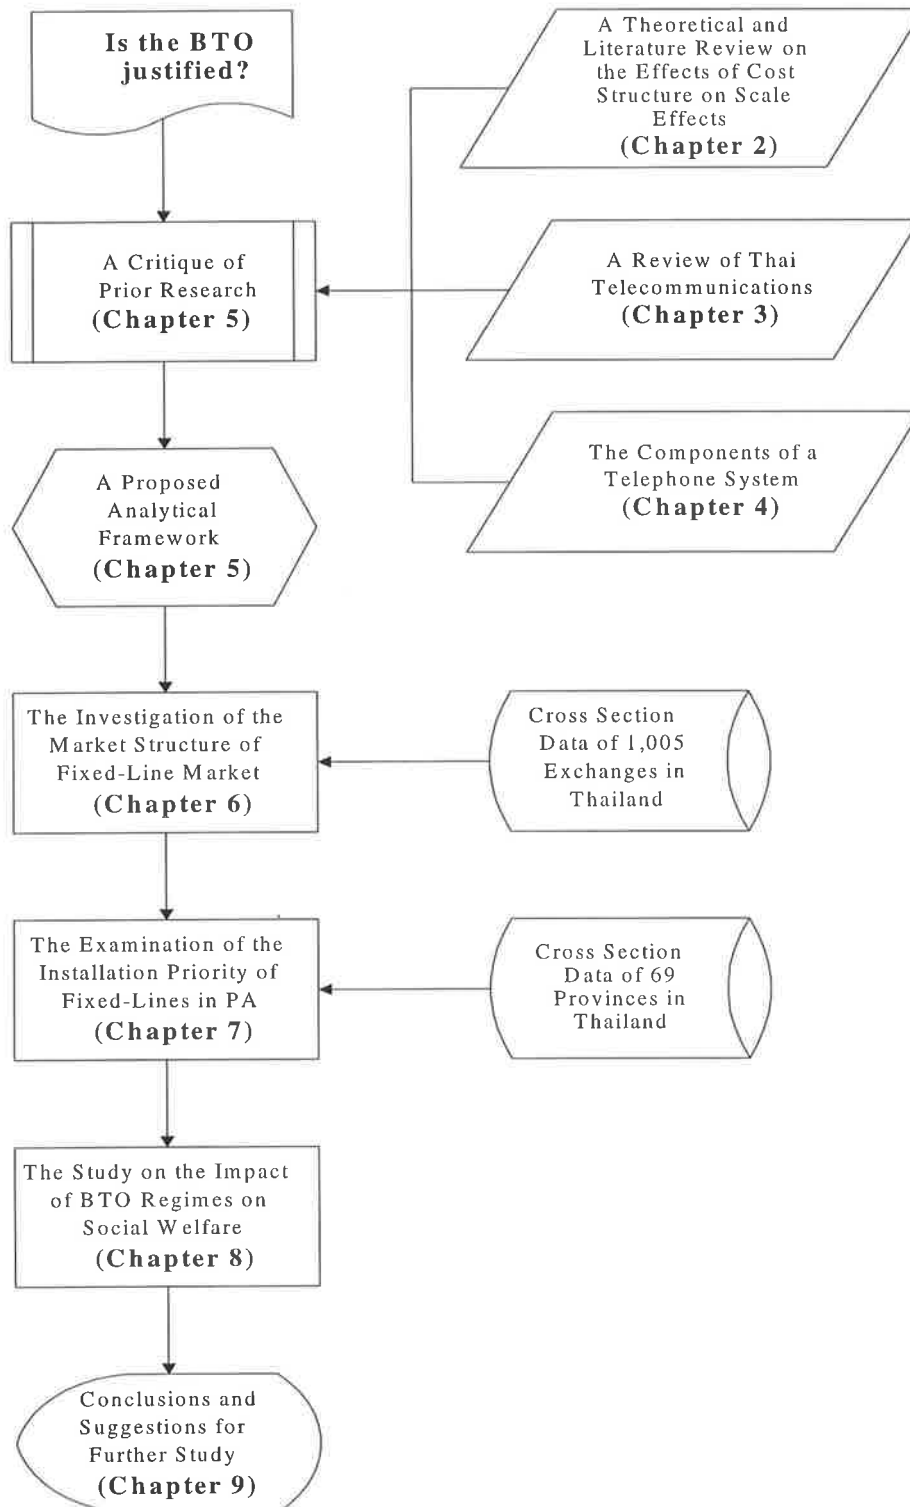 Is the BTO
justified?
A Theoretical and
Literature Review on
the Effects of Cost
Structure on Scale
Effects
(Chapter 2)
A Critique of
Prior Research
(Chapter 5)
A Review of Thai
Telecommunications
(Chapter 3)
The Components of a
Telephone System
(Chapter 4)
A Proposed
Analytical
Framework
(Chapter 5)
The Investigation of the
Market Structure of
Fixed-Line Market
(Chapter 6)
Cross Section
Data of 1,005
Exchanges in
Thailand
The Examination of the
Installation Priority of
Fixed-Lines in PA
(Chapter 7)
Cross Section
Data of 69
Provinces in
Thailand
The Study on the Impact
of BTO Regimes on
Social Welfare
(Chapter 8)
Conclusions and
Suggestions for
Further Study
(Chapter 9)